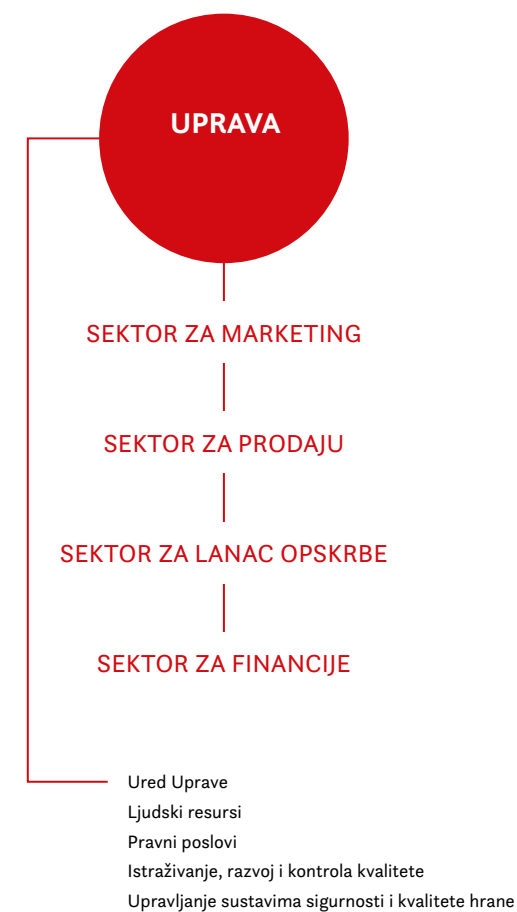 UPRAVA
SEKTOR ZA MARKETING
SEKTOR ZA PRODAJU
SEKTOR ZA LANAC OPSKRBE
SEKTOR ZA FINANCIJE
Ured Uprave
Ljudski resursi
Pravni poslovi
Istraživanje, razvoj i kontrola kvalitete
Upravljanje sustavima sigurnosti i kvalitete hrane